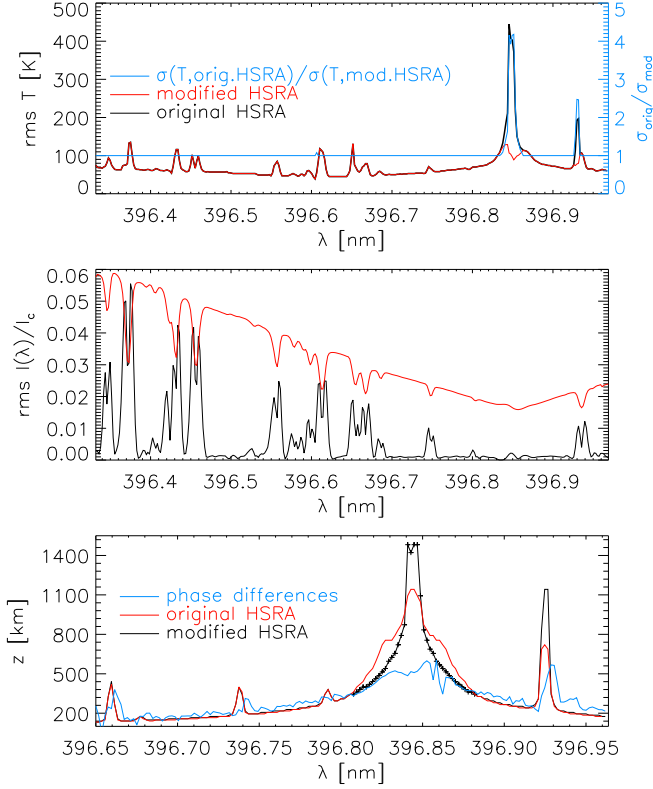 500
400
300
200
100
0
rms T [K]
σ(T,orig.HSRA)/σ(T,mod.HSRA)
modified HSRA
original HSRA
5
4
3
2
1
0
σorig/σmod
396.4 396.5 396.6 396.7 396.8 396.9
λ [nm]
0.06
0.05
0.04
0.03
0.02
0.01
0.00
rms I(λ)/Ic
396.4 396.5 396.6 396.7 396.8 396.9
λ [nm]
1400
1100
800
500
200
z [km]
phase differences
original HSRA
modified HSRA
396.65 396.70 396.75 396.80 396.85 396.90 396.95
λ [nm]